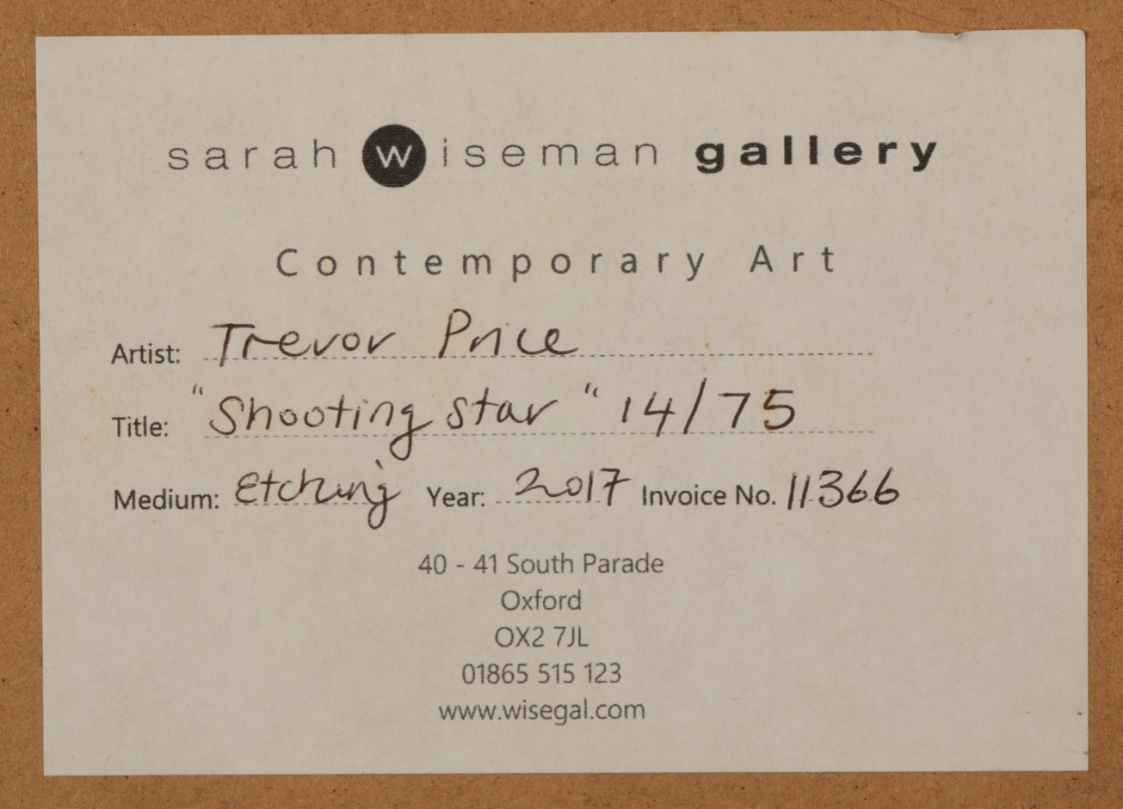 sarah wiseman gallery
Contemporary Art
Artist: Trevor Price
Title: "Shooting star" 14/75
Medium: Etching Year: 2017 Invoice No. 11366
40 - 41 South Parade
Oxford
OX2 7JL
01865 515 123
www.wisegal.com